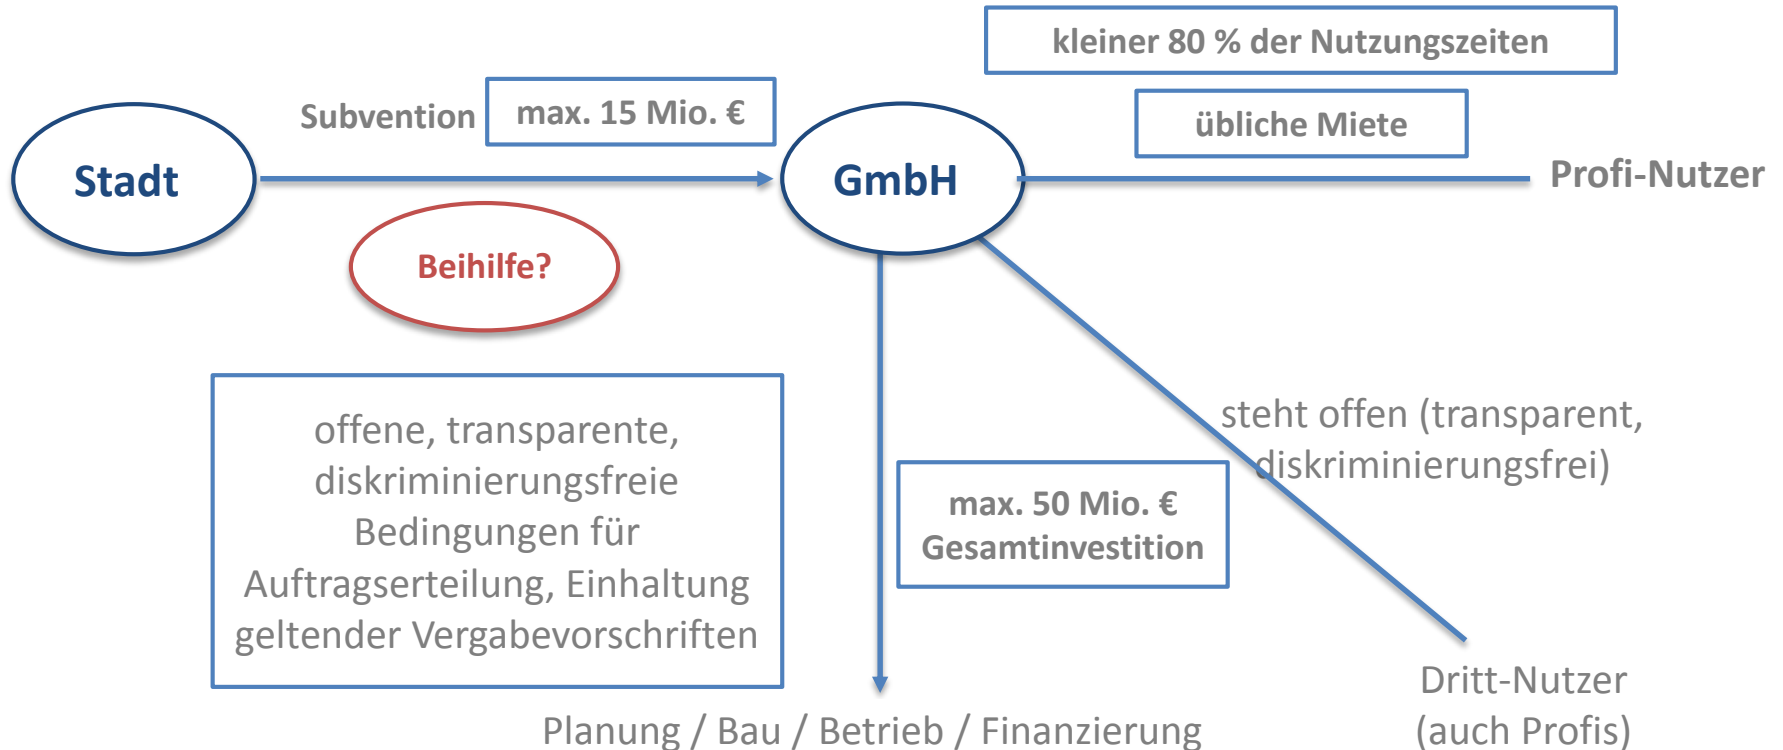 kleiner 80 % der Nutzungszeiten
Subvention
max. 15 Mio. €
übliche Miete
Stadt
GmbH
Profi-Nutzer
Beihilfe?
offene, transparente,
diskriminierungsfreie
Bedingungen für
Auftragserteilung, Einhaltung
geltender Vergabevorschriften
steht offen (transparent,
diskriminierungsfrei)
max. 50 Mio. €
Gesamtinvestition
Dritt-Nutzer
(auch Profis)
Planung / Bau / Betrieb / Finanzierung